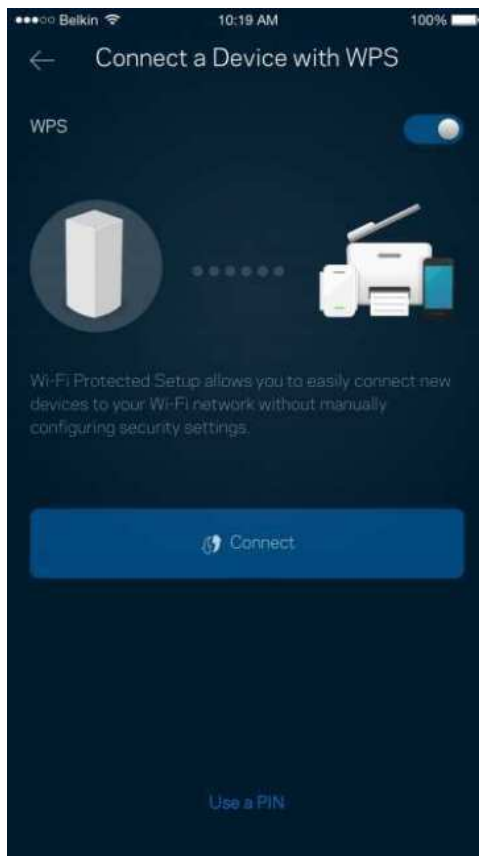 Belkin 10:19 AM 100%
Connect a Device with WPS
WPS
Wi-Fi Protected Setup allows you to easily connect new
devices to your Wi-Fi network without manually
configuring security settings.
Connect
Use a PIN